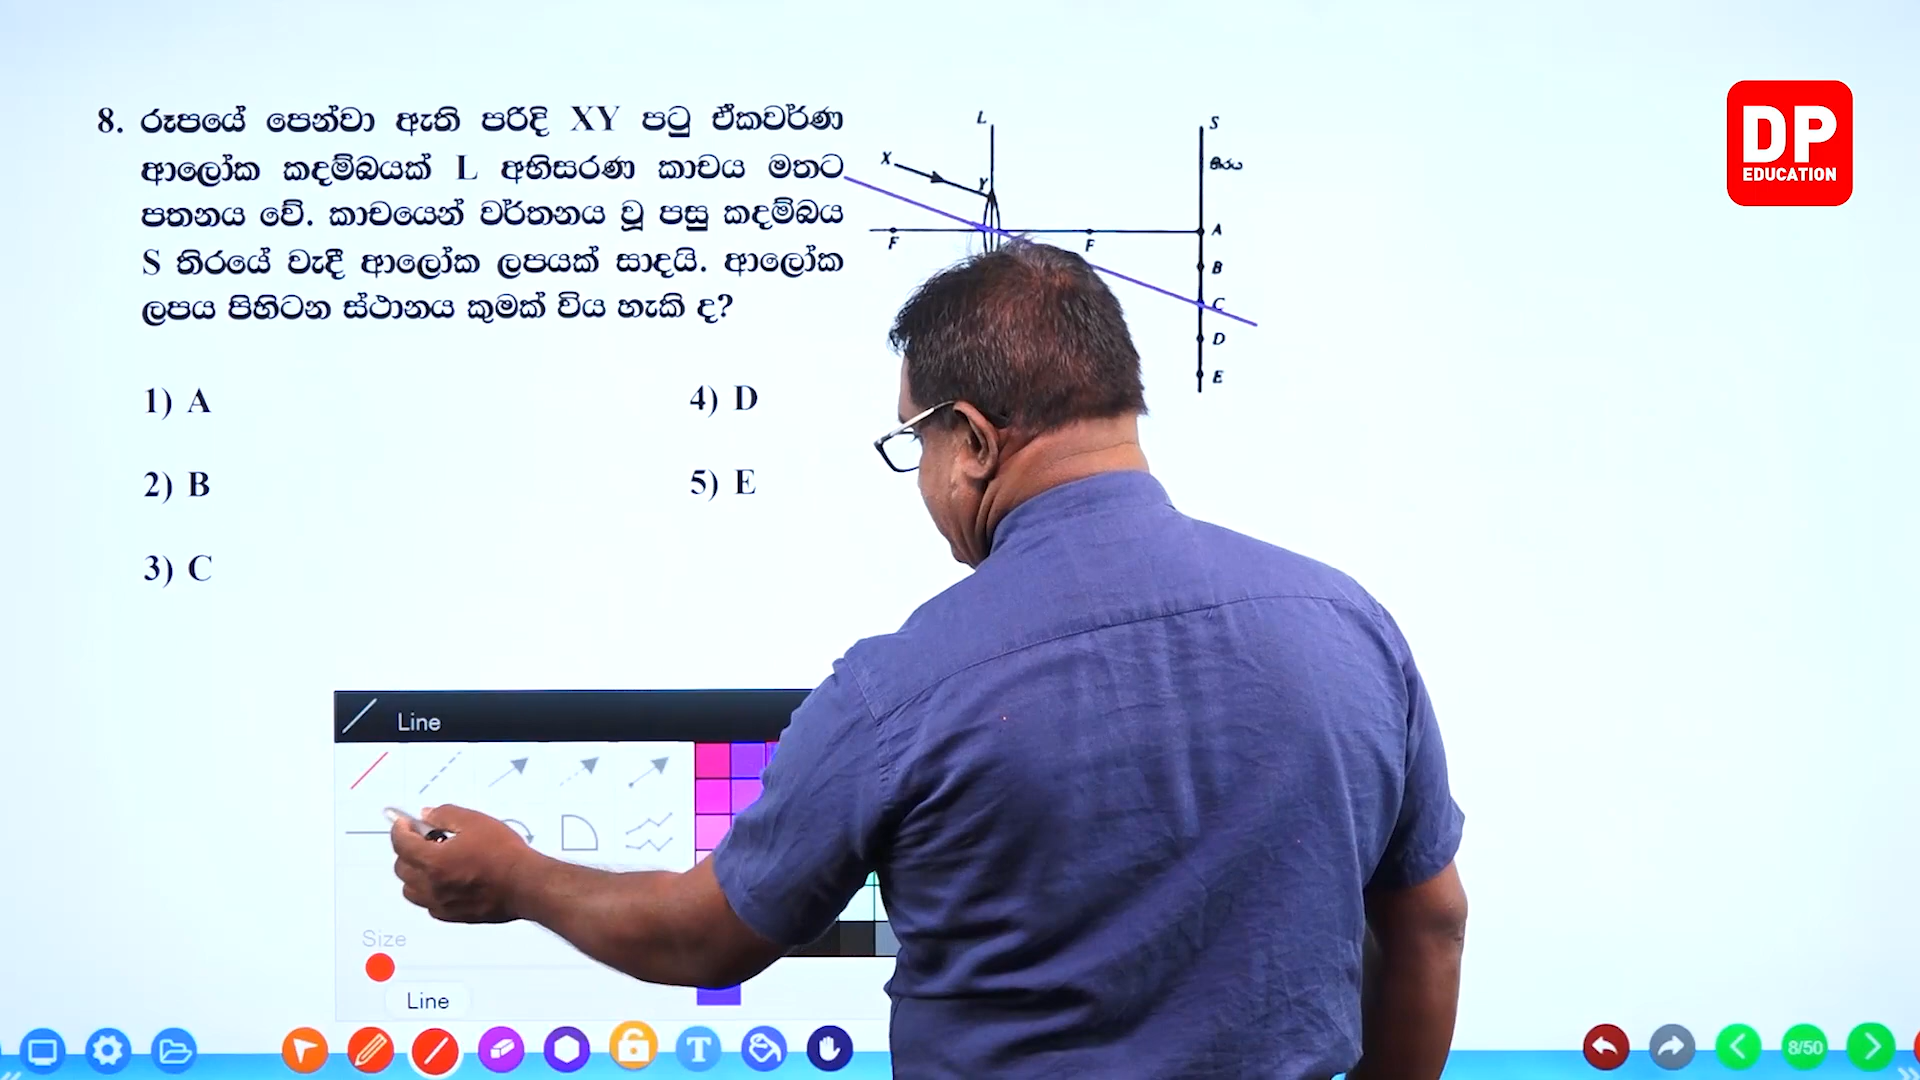 8. රූපයේ පෙන්වා ඇති පරිදි XY පටු ඒකවර්ණ
ආලෝක කදම්බයක් L අභිසරණ කාචය මතට
පතනය වේ. කාචයෙන් වර්තනය වූ පසු කදම්බය
S තිරයේ වැදී ආලෝක ලපයක් සාදයි. ආලෝක
ලපය පිහිටන ස්ථානය කුමක් විය හැකි ද?
1) A
2) B
3) C
4) D
5) E
L
X
Y
F
F
S
තිරය
A
B
C
D
E
DP
EDUCATION
Line
Size
Line
T
8/50